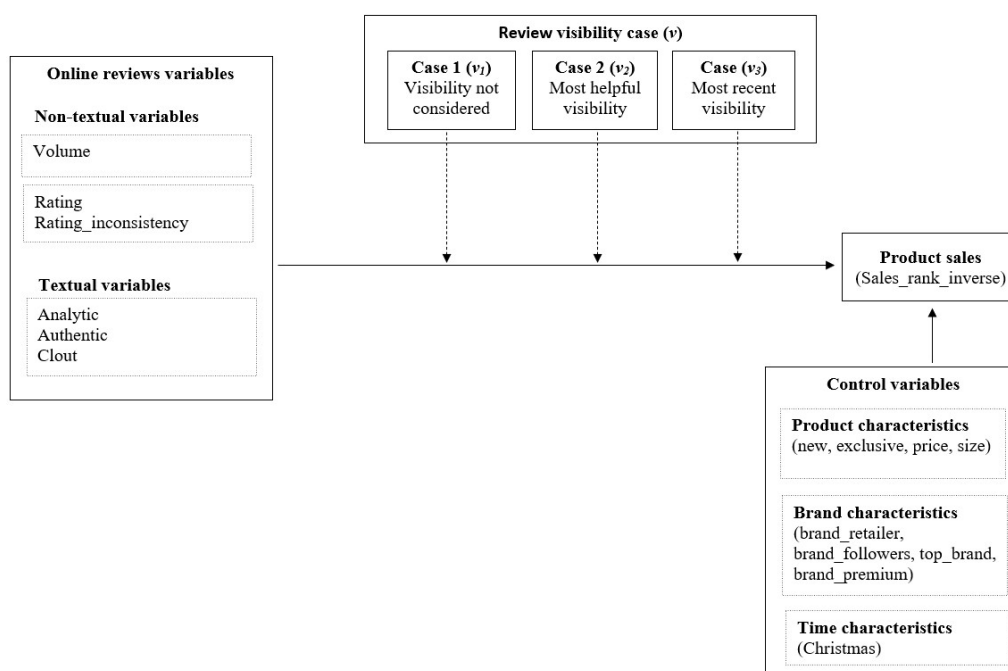 Review visibility case (v)
Case 1 (v1)
Visibility not
considered
Case 2 (v2)
Most helpful
visibility
Case (v3)
Most recent
visibility
Online reviews variables
Non-textual variables
Volume
Rating
Rating_inconsistency
Textual variables
Analytic
Authentic
Clout
Product sales
(Sales_rank_inverse)
Control variables
Product characteristics
(new, exclusive, price, size)
Brand characteristics
(brand_retailer,
brand_followers, top_brand,
brand_premium)
Time characteristics
(Christmas)